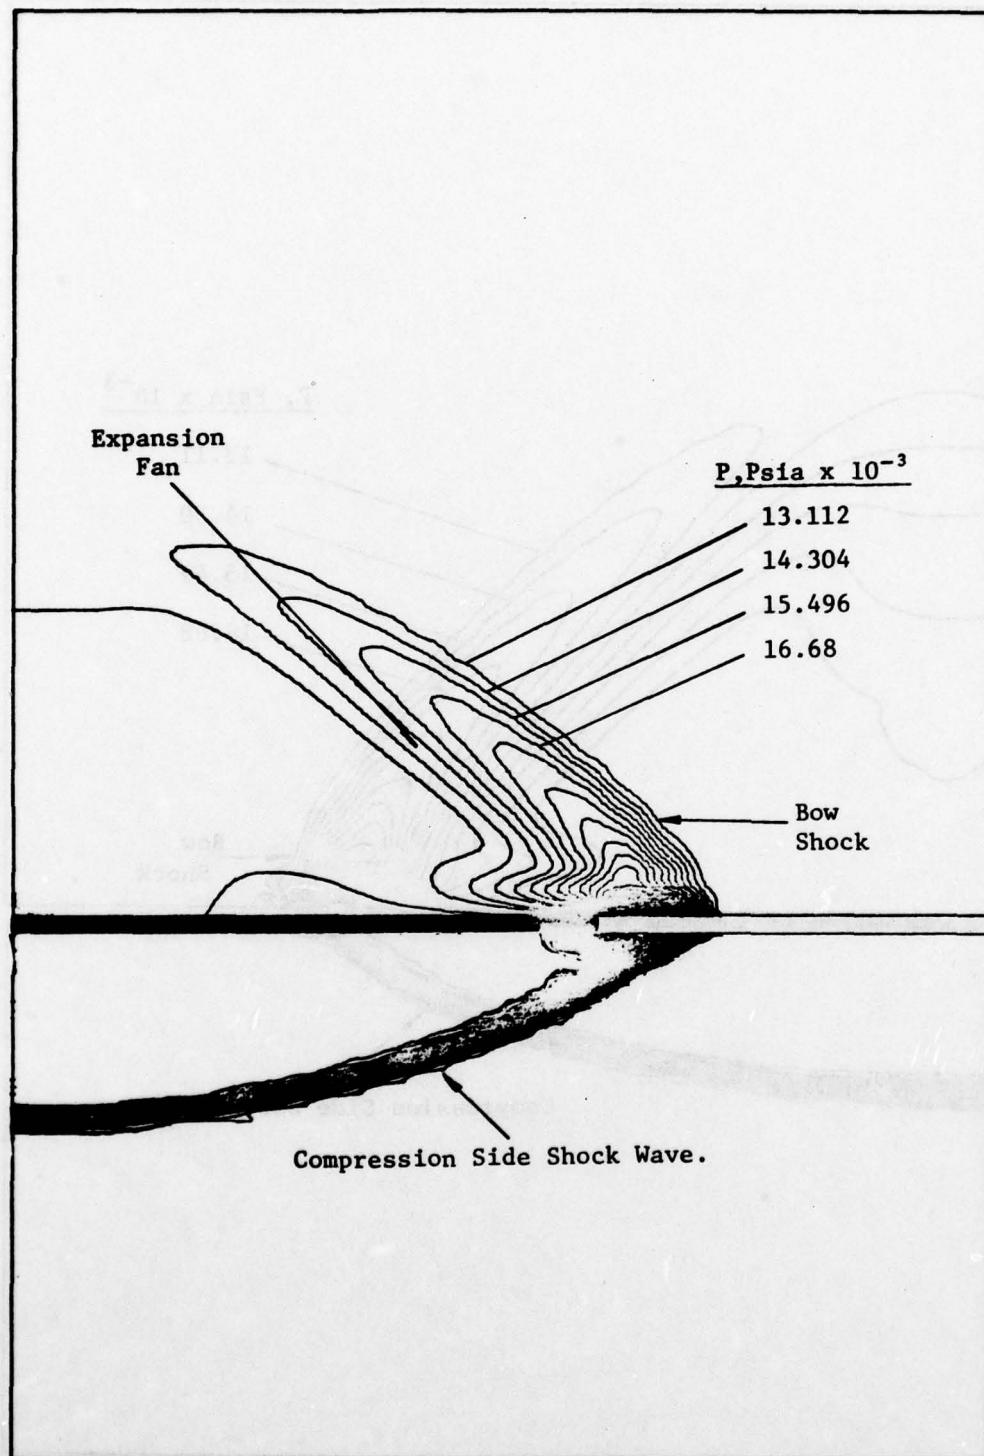 Expansion
Fan
P,Psia x 10⁻³
13.112
14.304
15.496
16.68
Bow
Shock
Compression Side Shock Wave.